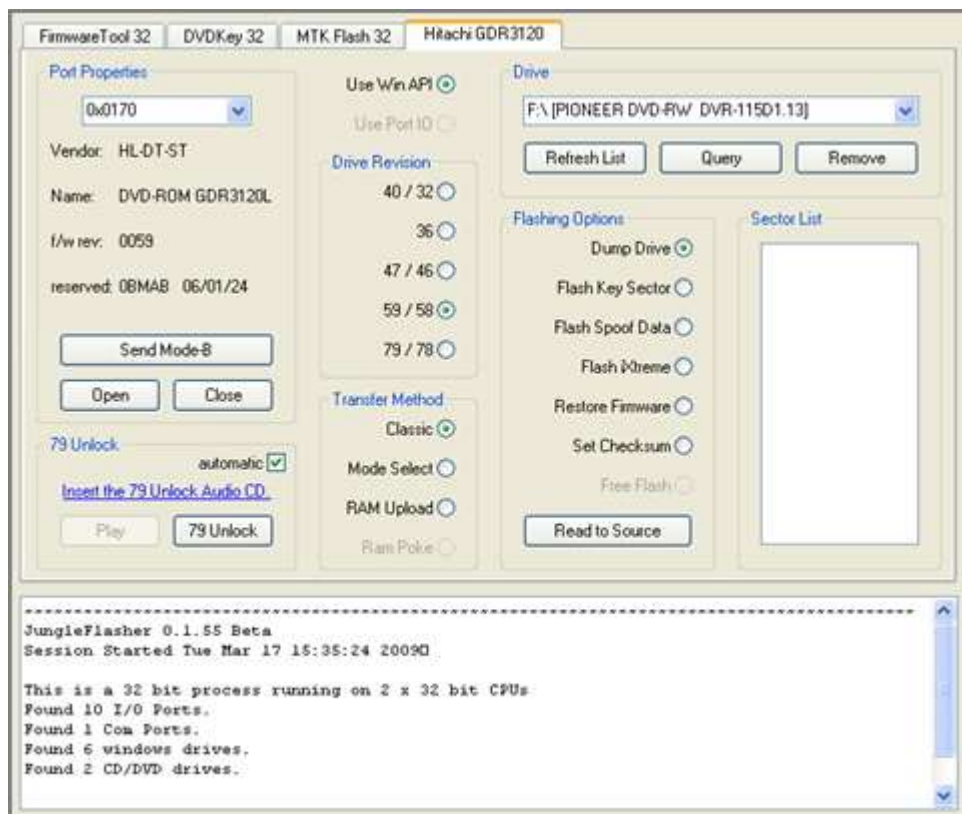 FirmwareTool 32 DVDKey 32 MTK Flash 32 Hitachi GDR3120
Port Properties
0x0170
Vendor: HL-DT-ST
Name: DVD-ROM GDR3120L
f/w rev: 0059
reserved: 0BMAB 06/01/24
Send Mode-B
Open Close
79 Unlock
automatic
Insert the 79 Unlock Audio CD.
Play 79 Unlock
Use Win API
Use Port IO
Drive Revision
40 / 32
36
47 / 46
59 / 58
79 / 78
Transfer Method
Classic
Mode Select
RAM Upload
Ram Poke
Drive
F:\ [PIONEER DVD-RW DVR-115D1.13]
Refresh List Query Remove
Flashing Options
Dump Drive
Flash Key Sector
Flash Spoof Data
Flash iXtreme
Restore Firmware
Set Checksum
Free Flash
Read to Source
Sector List
JungleFlasher 0.1.55 Beta
Session Started Tue Mar 17 15:35:24 2009
This is a 32 bit process running on 2 x 32 bit CPUs
Found 10 I/O Ports.
Found 1 Com Ports.
Found 6 windows drives.
Found 2 CD/DVD drives.